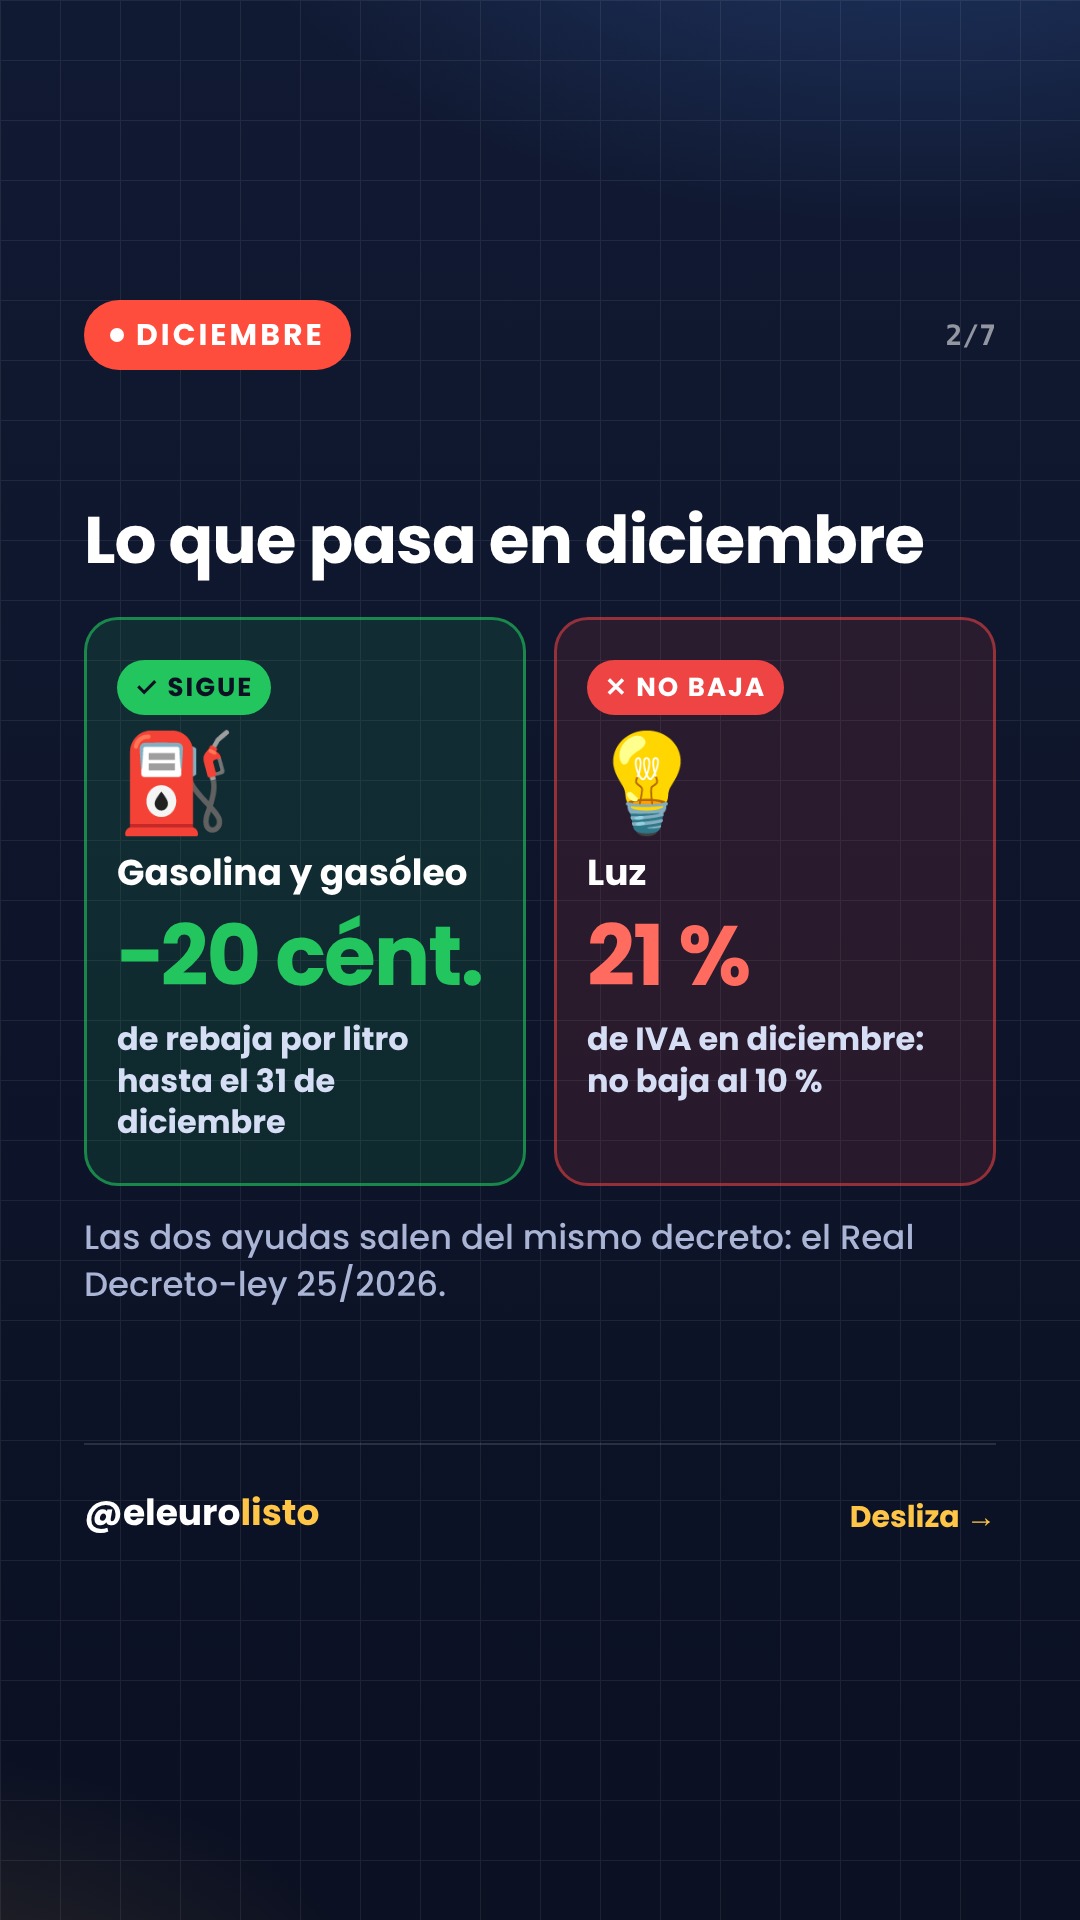 DICIEMBRE
2/7
Lo que pasa en diciembre
✓ SIGUE
Gasolina y gasóleo
−20 cént.
de rebaja por litro
hasta el 31 de
diciembre
✕ NO BAJA
Luz
21 %
de IVA en diciembre:
no baja al 10 %
Las dos ayudas salen del mismo decreto: el Real
Decreto-ley 25/2026.
@eleurolisto
Desliza →